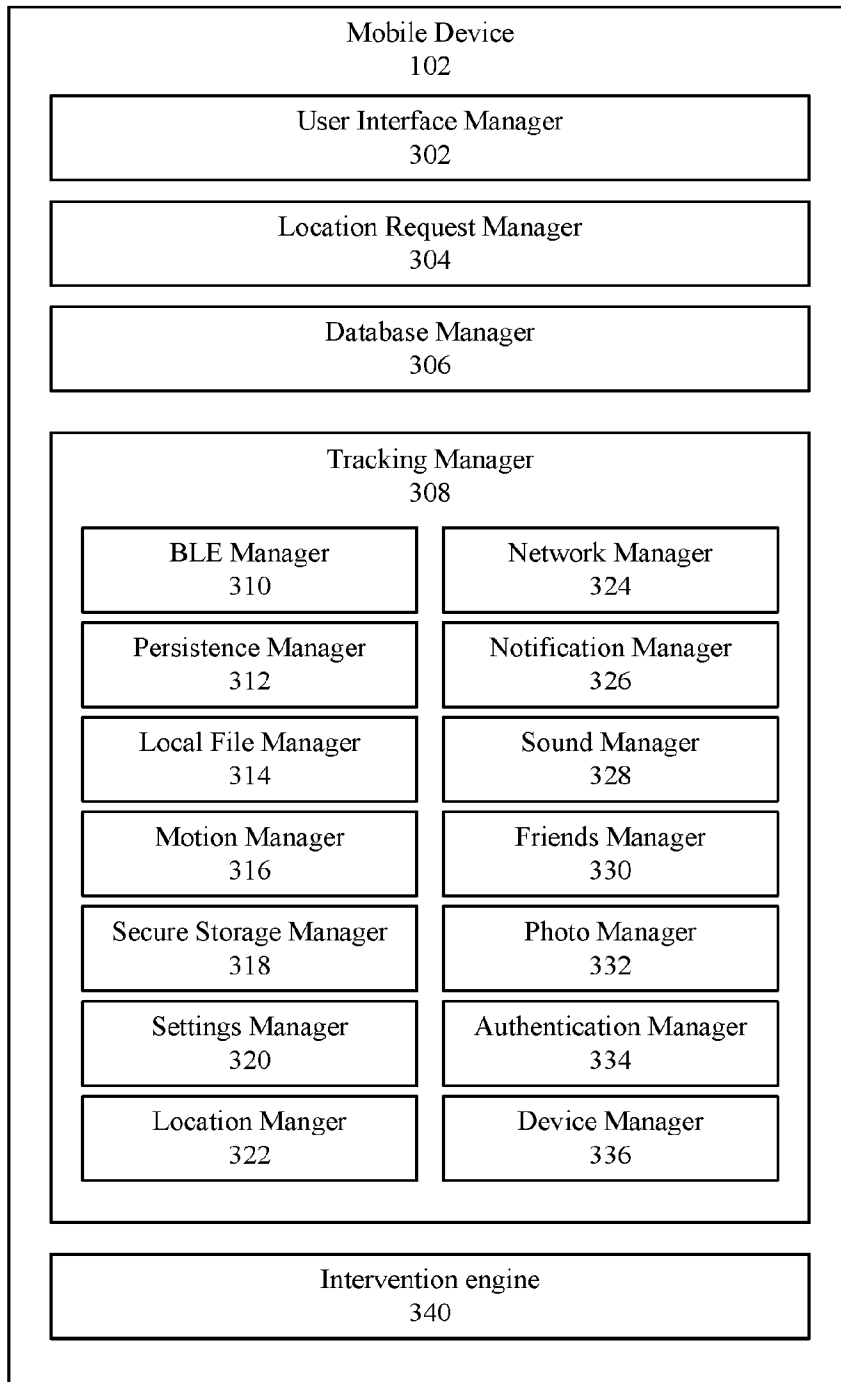 Mobile Device
102
User Interface Manager
302
Location Request Manager
304
Database Manager
306
Tracking Manager
308
BLE Manager
310
Network Manager
324
Persistence Manager
312
Notification Manager
326
Local File Manager
314
Sound Manager
328
Motion Manager
316
Friends Manager
330
Secure Storage Manager
318
Photo Manager
332
Settings Manager
320
Authentication Manager
334
Location Manger
322
Device Manager
336
Intervention engine
340